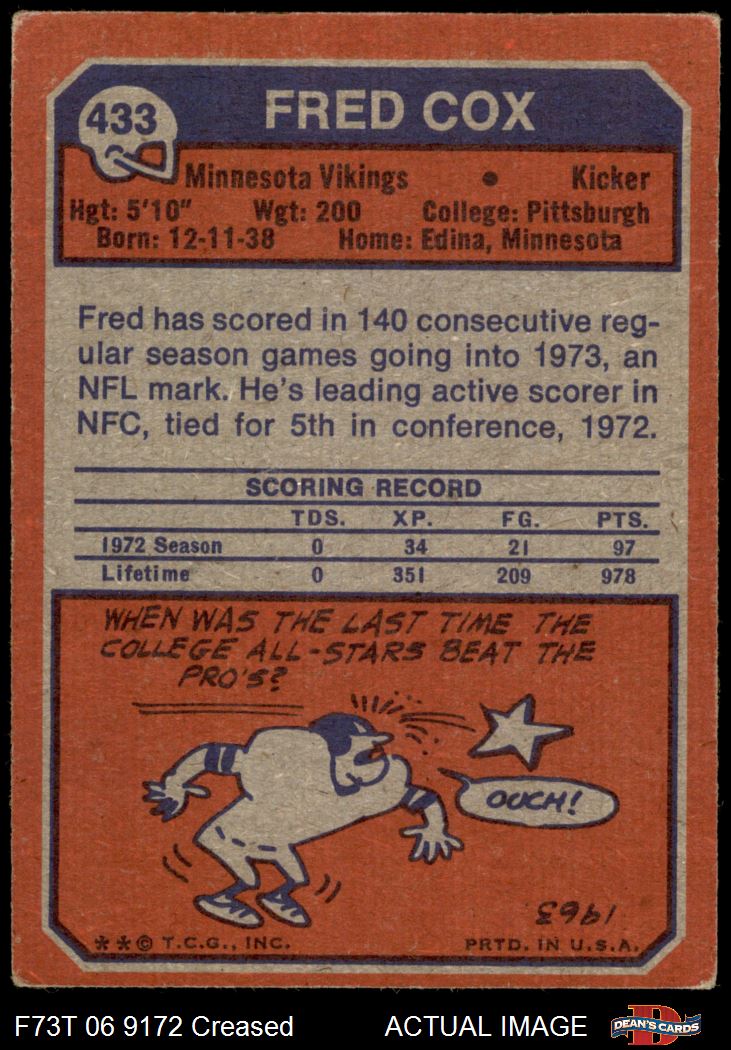 433
FRED COX
Minnesota Vikings • Kicker
Hgt: 5'10" Wgt: 200 College: Pittsburgh
Born: 12-11-38 Home: Edina, Minnesota
Fred has scored in 140 consecutive reg-
ular season games going into 1973, an
NFL mark. He's leading active scorer in
NFC, tied for 5th in conference, 1972.
SCORING RECORD
TDS. XP. FG. PTS.
1972 Season 0 34 21 97
Lifetime 0 351 209 978
WHEN WAS THE LAST TIME THE
COLLEGE ALL-STARS BEAT THE
PRO'S?
OUCH!
1963
**© T.C.G., INC. PRTD. IN U.S.A.
F73T 06 9172 Creased ACTUAL IMAGE
D
DEAN'S CARDS